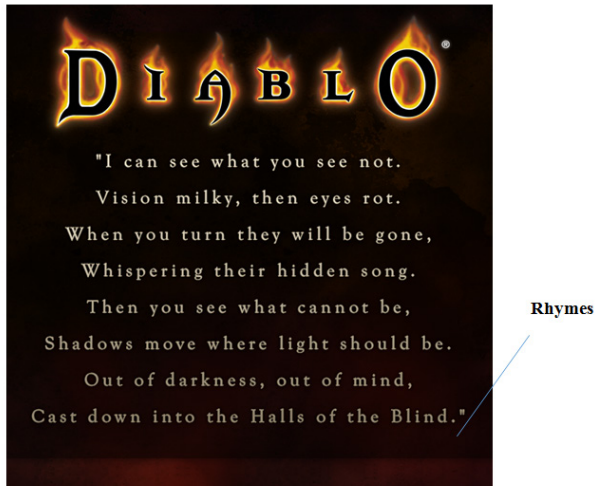 DIABLO®
"I can see what you see not.
Vision milky, then eyes rot.
When you turn they will be gone,
Whispering their hidden song.
Then you see what cannot be,
Shadows move where light should be.
Out of darkness, out of mind,
Cast down into the Halls of the Blind."
Rhymes